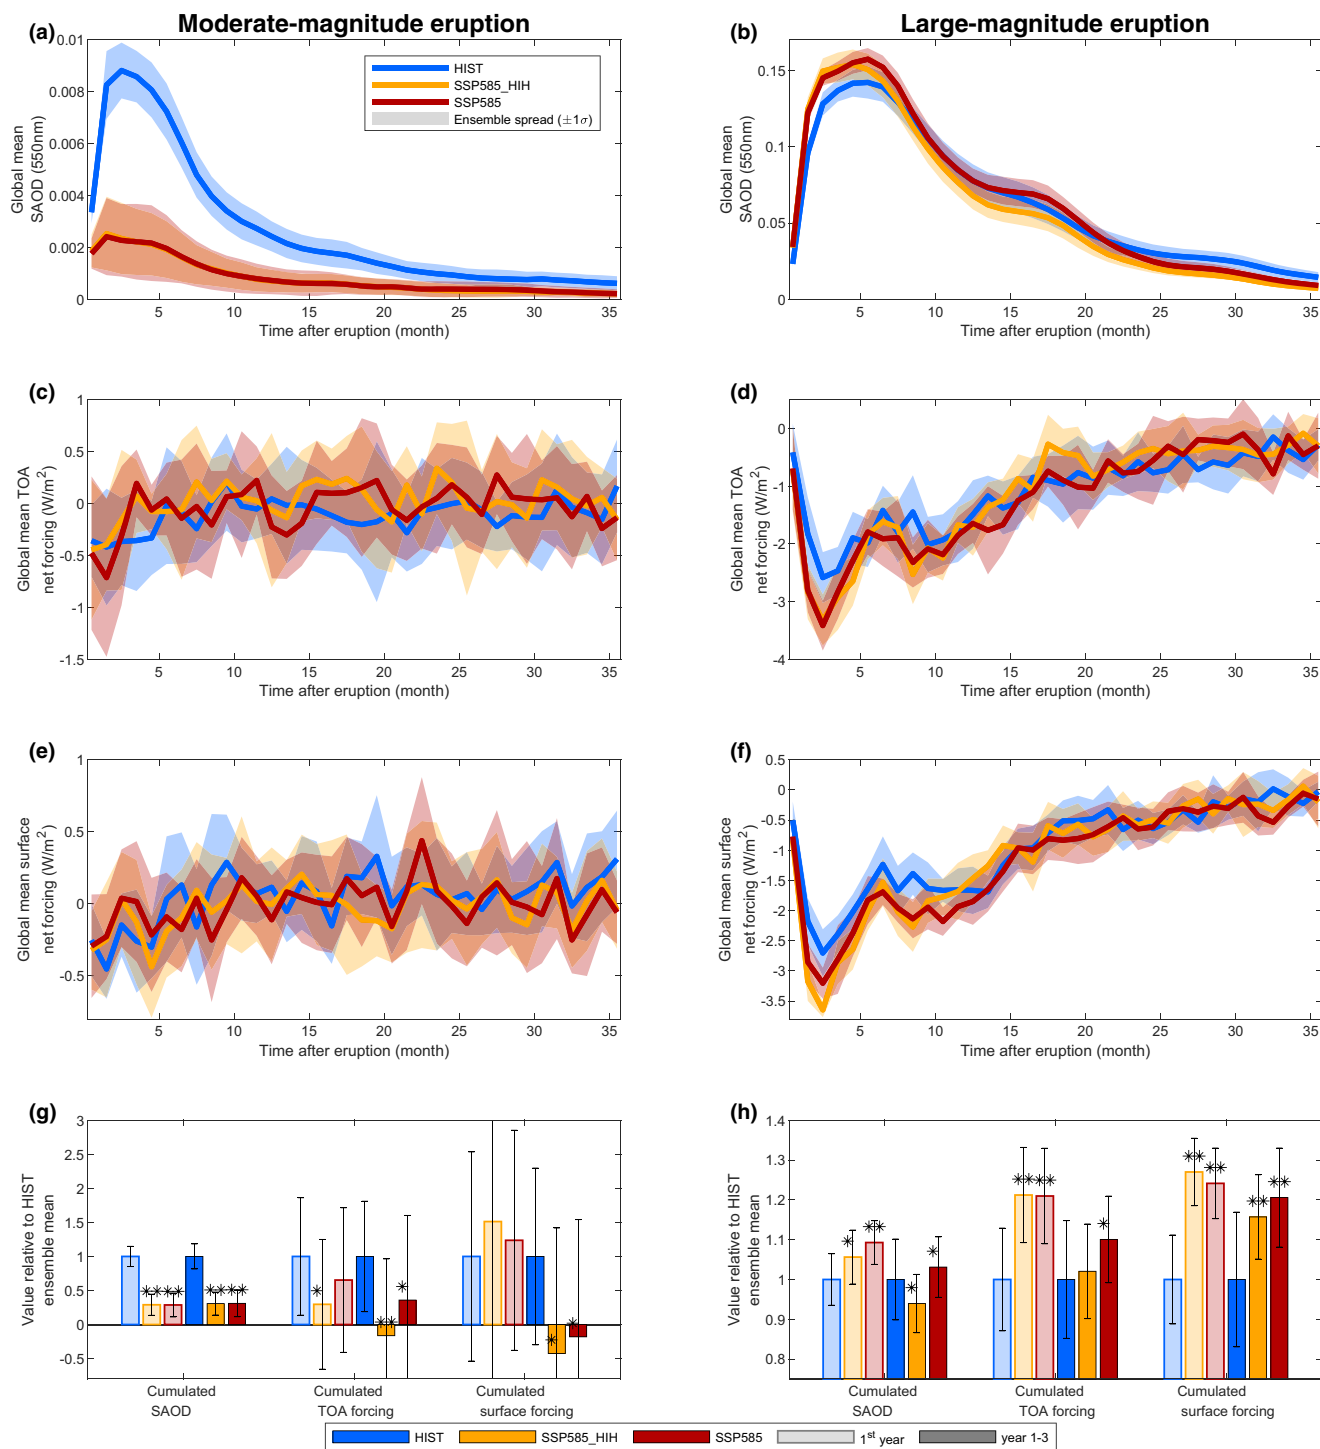 Moderate-magnitude eruption
Large-magnitude eruption
(a)
0.01
0.008
0.006
0.004
0.002
0
Global mean
SAOD (550nm)
HIST
SSP585_HIH
SSP585
Ensemble spread (±1σ)
5 10 15 20 25 30 35
Time after eruption (month)
(b)
0.15
0.1
0.05
0
Global mean
SAOD (550nm)
5 10 15 20 25 30 35
Time after eruption (month)
(c)
1
0.5
0
-0.5
-1
-1.5
Global mean TOA
net forcing (W/m²)
5 10 15 20 25 30 35
Time after eruption (month)
(d)
0
-1
-2
-3
-4
Global mean TOA
net forcing (W/m²)
5 10 15 20 25 30 35
Time after eruption (month)
(e)
1
0.5
0
-0.5
Global mean surface
net forcing (W/m²)
5 10 15 20 25 30 35
Time after eruption (month)
(f)
0.5
0
-0.5
-1
-1.5
-2
-2.5
-3
-3.5
Global mean surface
net forcing (W/m²)
5 10 15 20 25 30 35
Time after eruption (month)
(g)
3
2.5
2
1.5
1
0.5
0
-0.5
Value relative to HIST
ensemble mean
Cumulated
SAOD
Cumulated
TOA forcing
Cumulated
surface forcing
(h)
1.4
1.3
1.2
1.1
1
0.9
0.8
Value relative to HIST
ensemble mean
Cumulated
SAOD
Cumulated
TOA forcing
Cumulated
surface forcing
HIST SSP585_HIH SSP585 1st year year 1-3